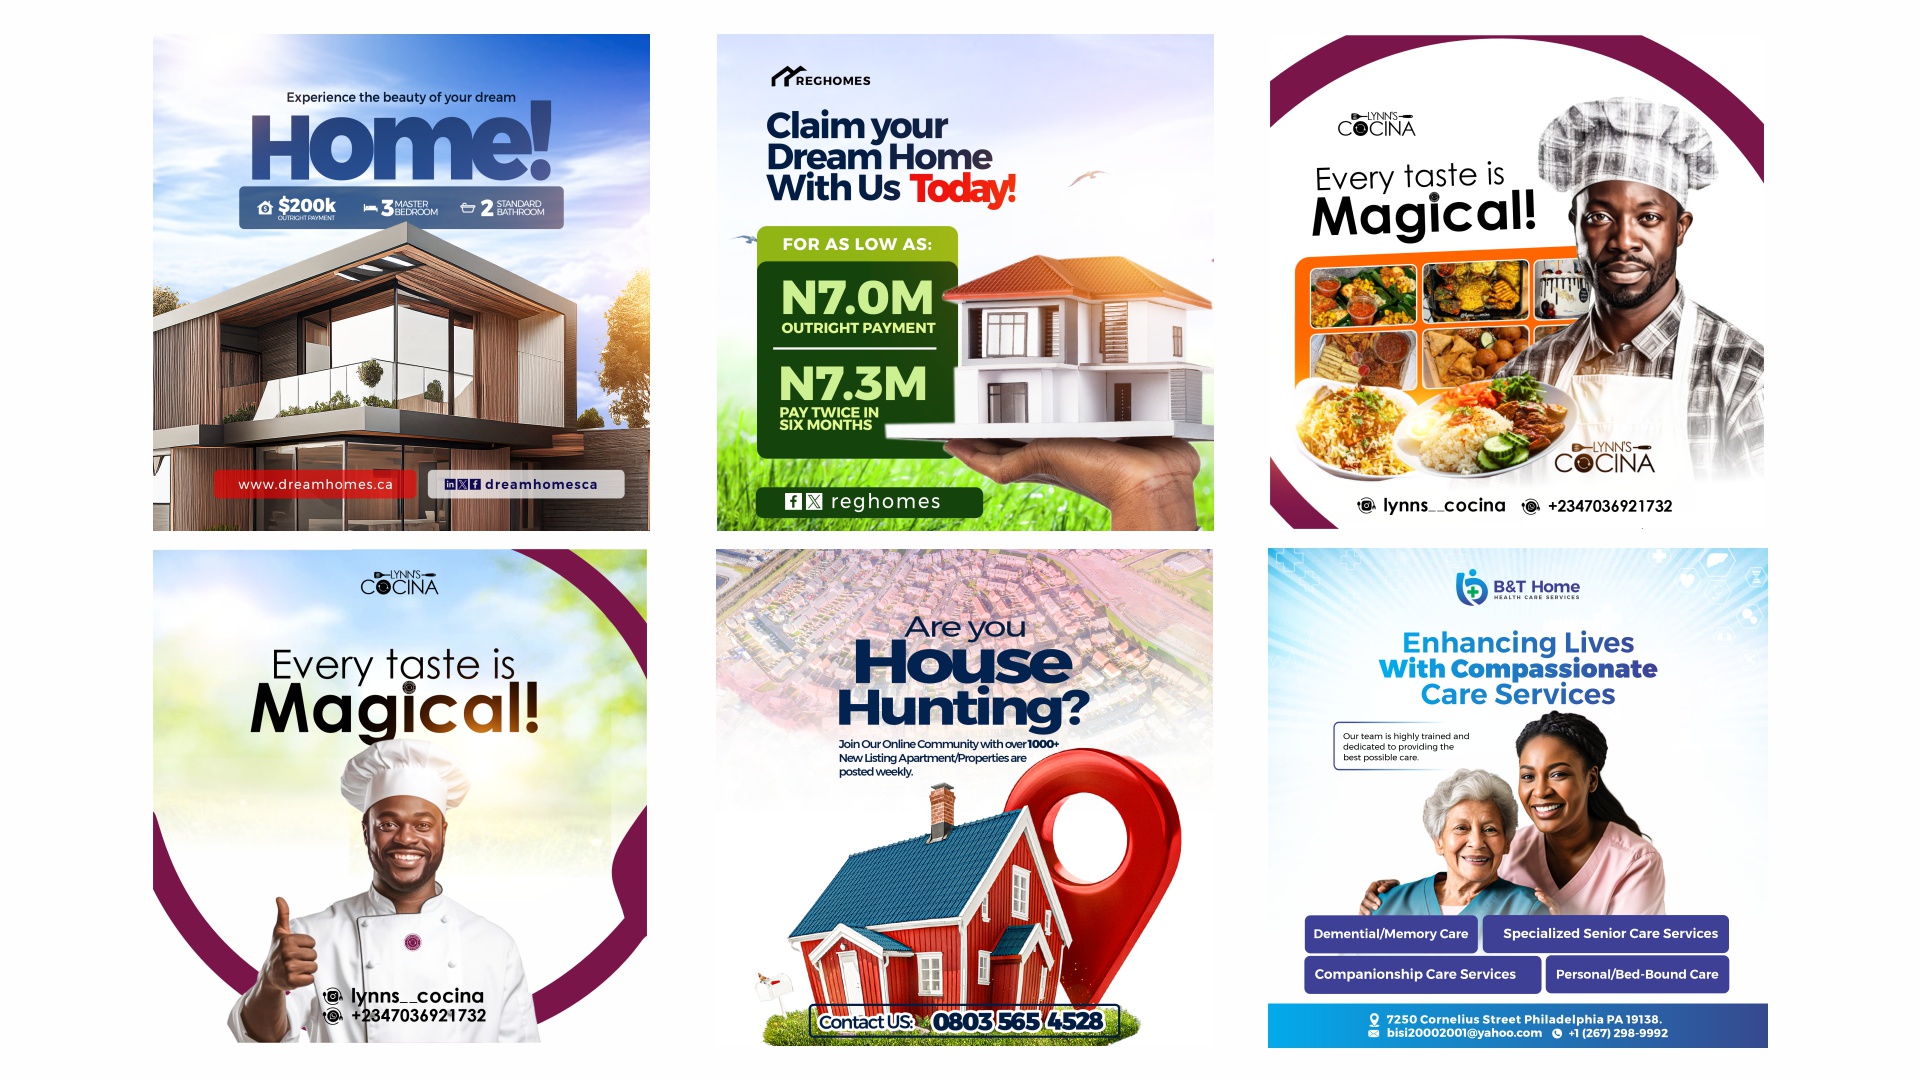 Experience the beauty of your dream
Home!
$200k
OUTRIGHT PAYMENT
3 MASTER
BEDROOM
2 STANDARD
BATHROOM
www.dreamhomes.ca
dreamhomesca
REGHOMES
Claim your
Dream Home
With Us Today!
FOR AS LOW AS:
N7.0M
OUTRIGHT PAYMENT
N7.3M
PAY TWICE IN
SIX MONTHS
reghomes
LYNN'S
COCINA
Every taste is
Magical!
LYNN'S
COCINA
lynns__cocina +2347036921732
LYNN'S
COCINA
Every taste is
Magical!
lynns__cocina
+2347036921732
Are you
House
Hunting?
Join Our Online Community with over 1000+
New Listing Apartment/Properties are
posted weekly.
Contact US: 0803 565 4528
B&T Home
HEALTH CARE SERVICES
Enhancing Lives
With Compassionate
Care Services
Our team is highly trained and
dedicated to providing the
best possible care.
Demential/Memory Care
Specialized Senior Care Services
Companionship Care Services
Personal/Bed-Bound Care
7250 Cornelius Street Philadelphia PA 19138.
bisi20002001@yahoo.com +1 (267) 298-9992